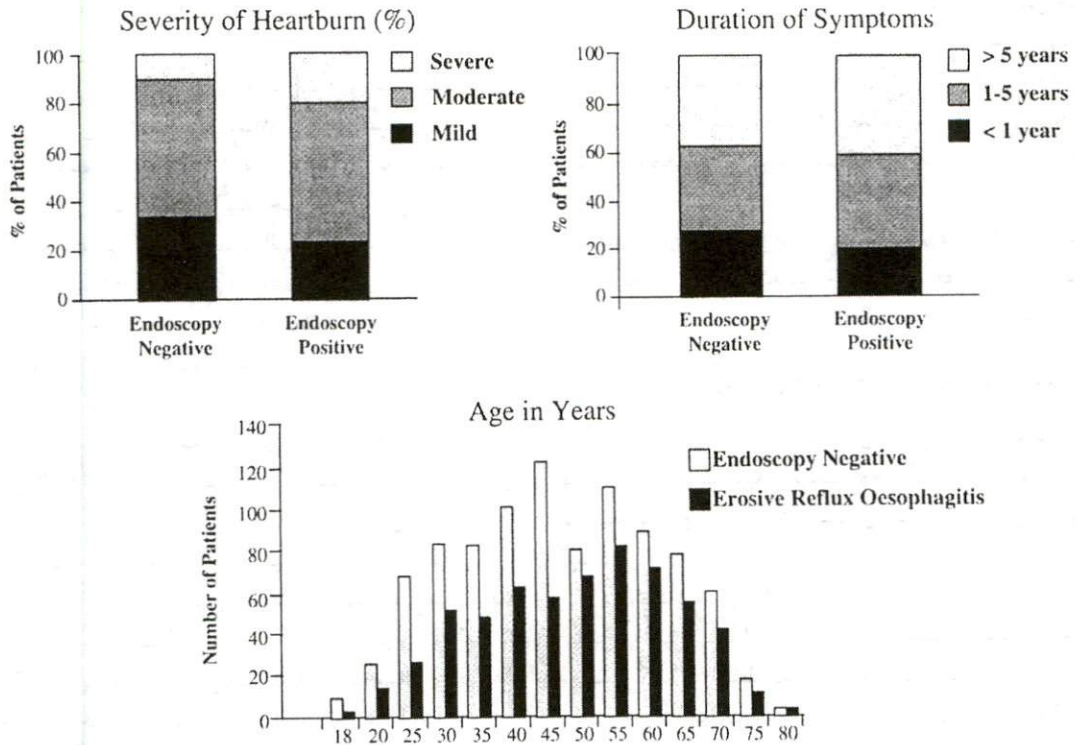 Severity of Heartburn (%)
% of Patients
100
80
60
40
20
0
Endoscopy
Negative
Endoscopy
Positive
Severe
Moderate
Mild
Duration of Symptoms
% of Patients
100
80
60
40
20
0
Endoscopy
Negative
Endoscopy
Positive
> 5 years
1-5 years
< 1 year
Age in Years
Number of Patients
140
120
100
80
60
40
20
0
18 20 25 30 35 40 45 50 55 60 65 70 75 80
Endoscopy Negative
Erosive Reflux Oesophagitis